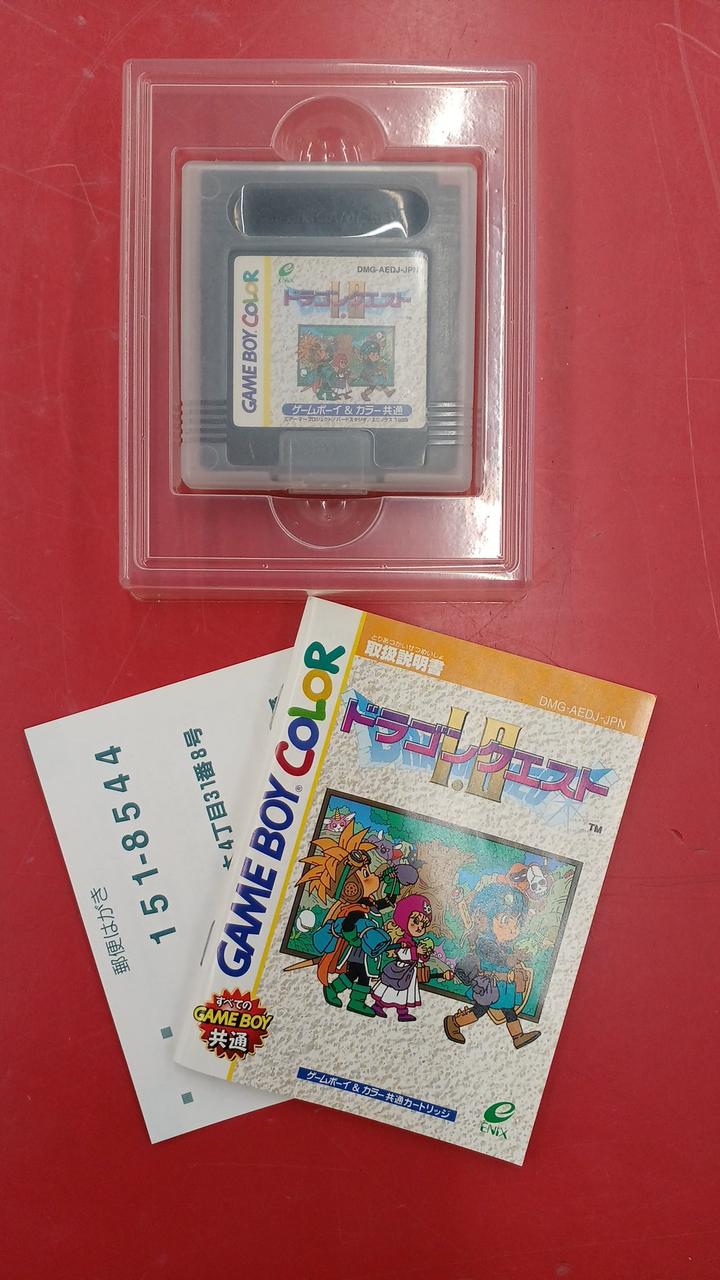 DMG-AEDJ-JPN
ENIX
GAME BOY COLOR
ドラゴンクエスト
I・II
ゲームボーイ & カラー共通
とりあつかいせつめいしょ
取扱説明書
DMG-AEDJ-JPN
GAME BOY® COLOR
ドラゴンクエスト
I・II
TM
すべての
GAME BOY
共通
ゲームボーイ & カラー共通カートリッジ
ENIX
郵便はがき
151-8544
4丁目31番8号